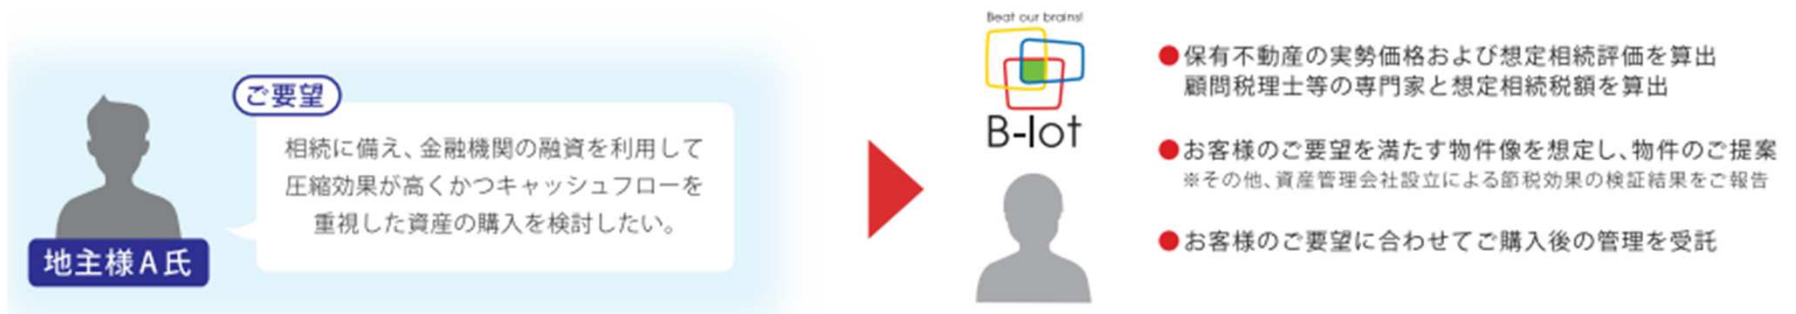 ご要望
相続に備え、金融機関の融資を利用して
圧縮効果が高くかつキャッシュフローを
重視した資産の購入を検討したい。
地主様A氏
Beat our brains!
B-lot
●保有不動産の実勢価格および想定相続評価を算出
顧問税理士等の専門家と想定相続税額を算出
●お客様のご要望を満たす物件像を想定し、物件のご提案
※その他、資産管理会社設立による節税効果の検証結果をご報告
●お客様のご要望に合わせてご購入後の管理を受託